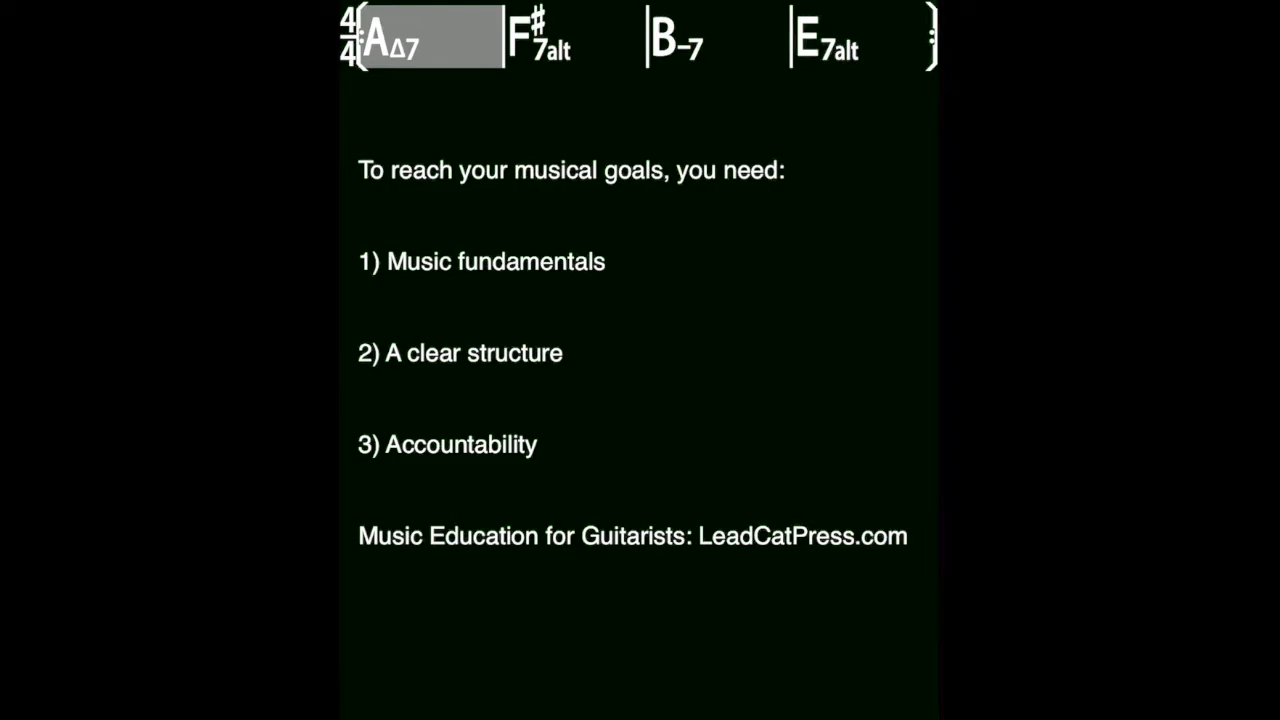 4/4 AΔ7 F♯7alt B–7 E7alt
To reach your musical goals, you need:
1) Music fundamentals
2) A clear structure
3) Accountability
Music Education for Guitarists: LeadCatPress.com